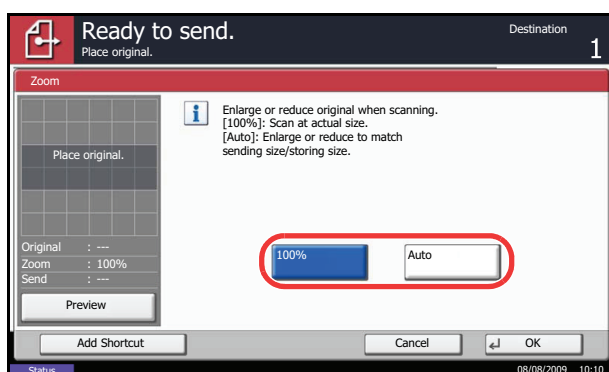 Ready to send.
Destination
Place original.
1
Zoom
Enlarge or reduce original when scanning.
[100%]: Scan at actual size.
[Auto]: Enlarge or reduce to match
sending size/storing size.
Place original.
Original : ---
Zoom : 100%
Send : ---
100%
Auto
Preview
Add Shortcut
Cancel
OK
Status
08/08/2009 10:10